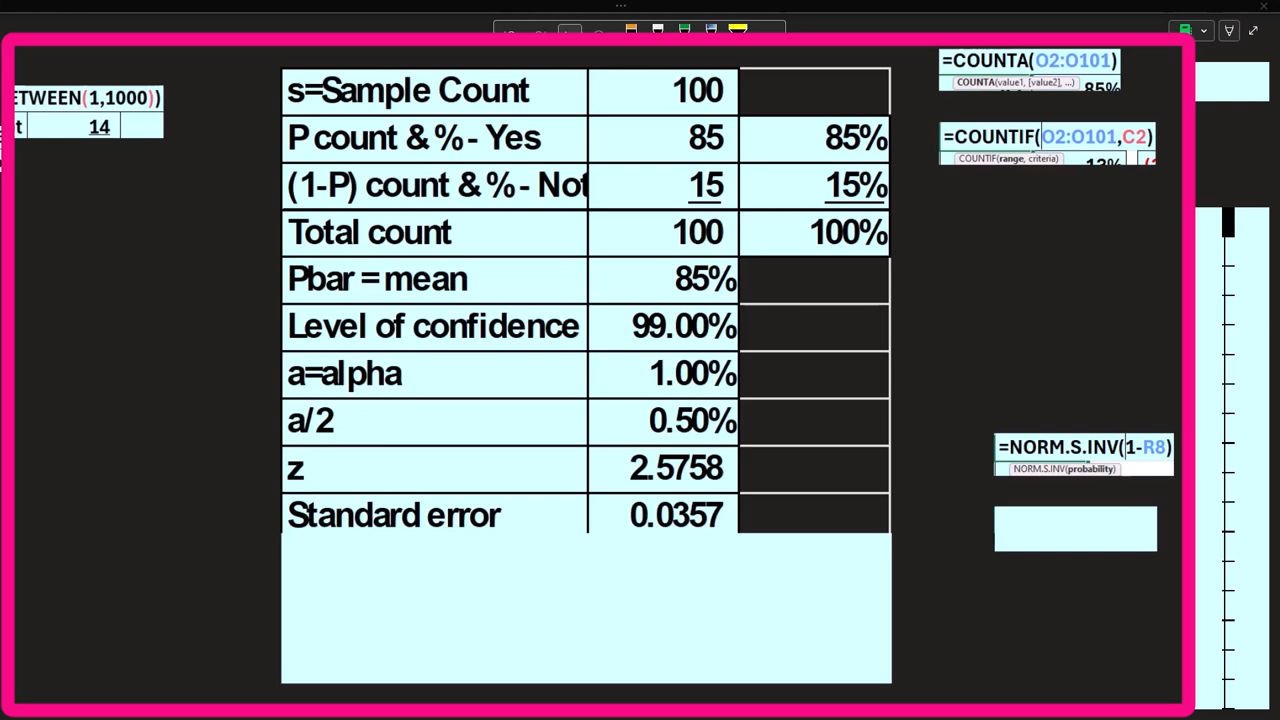 ETWEEN(1,1000))
t 14
s=Sample Count 100
P count & % - Yes 85 85%
(1-P) count & % - Not 15 15%
Total count 100 100%
Pbar = mean 85%
Level of confidence 99.00%
a=alpha 1.00%
a/2 0.50%
z 2.5758
Standard error 0.0357
=COUNTA(O2:O101)
COUNTA(value1, [value2], ...)
85%
=COUNTIF(O2:O101,C2)
COUNTIF(range, criteria)
=NORM.S.INV(1-R8)
NORM.S.INV(probability)